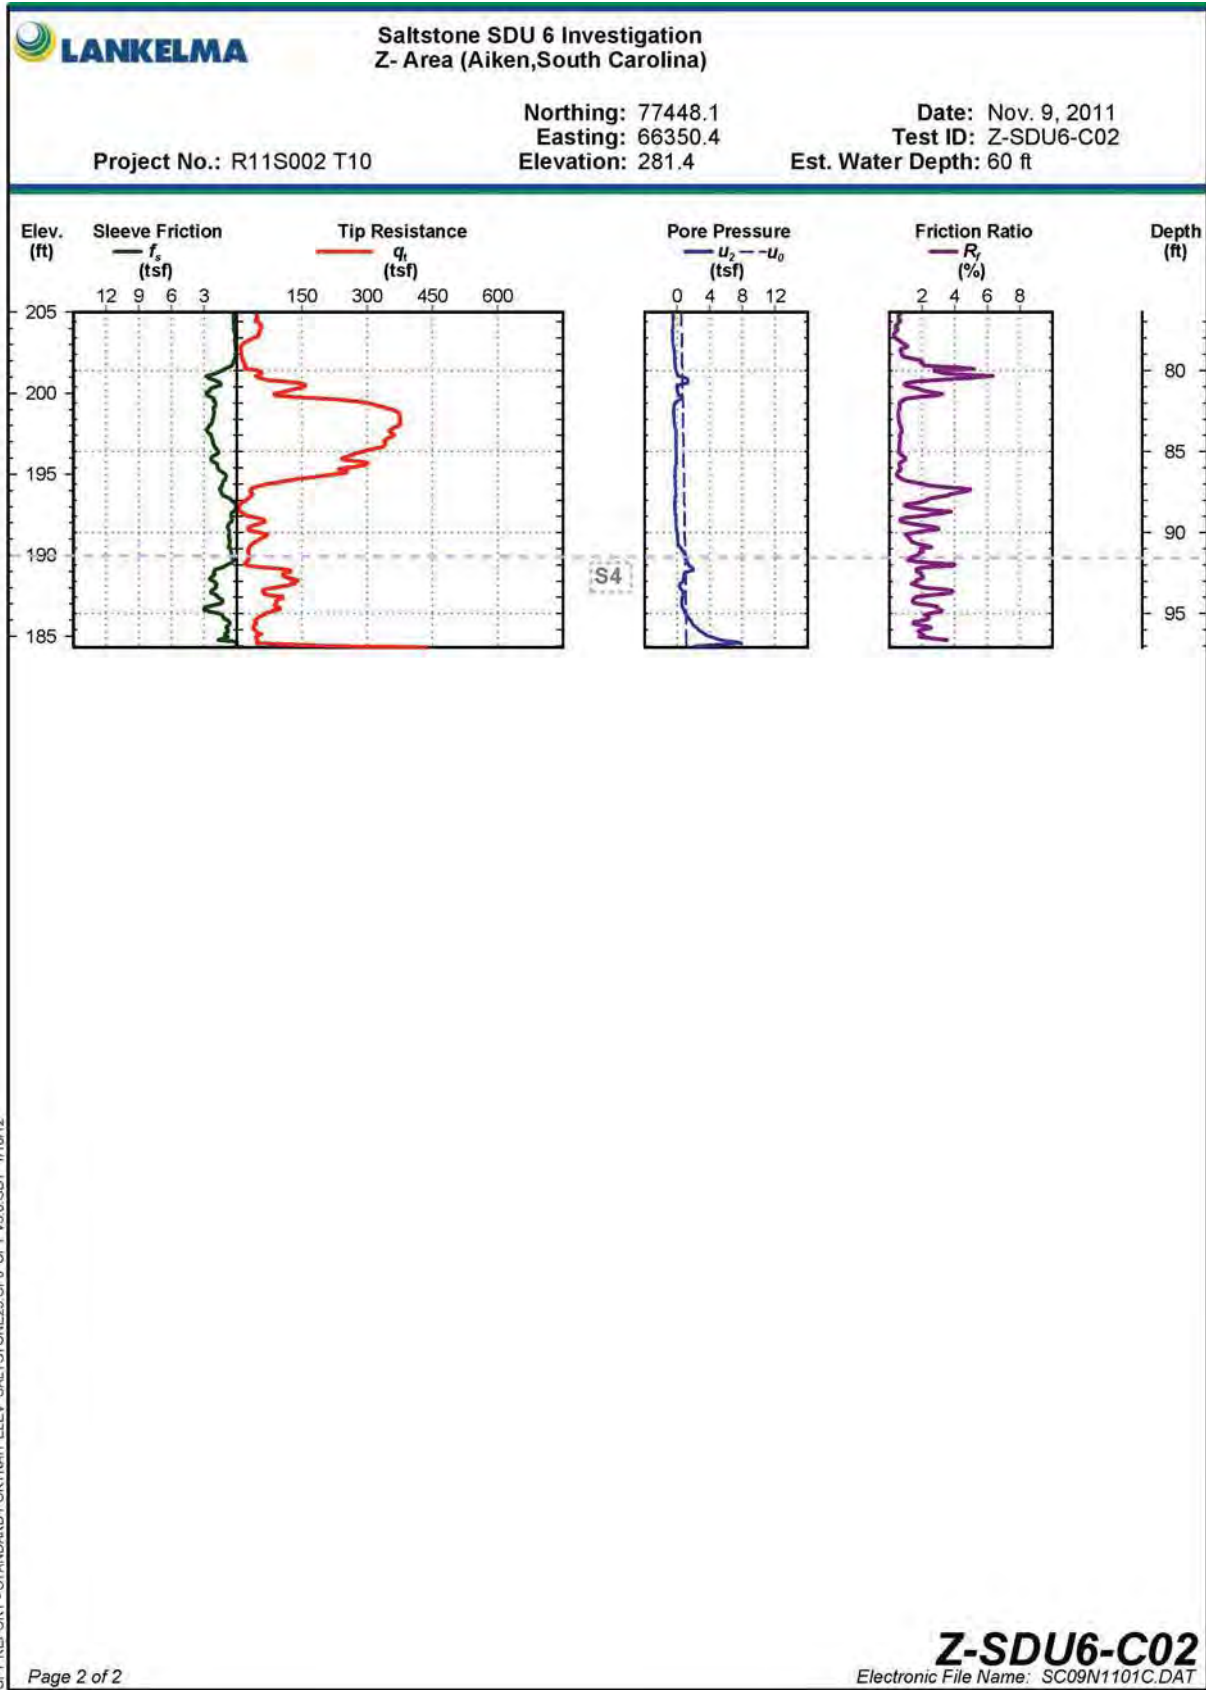 LANKELMA
Saltstone SDU 6 Investigation
Z- Area (Aiken,South Carolina)
Northing: 77448.1
Date: Nov. 9, 2011
Easting: 66350.4
Test ID: Z-SDU6-C02
Project No.: R11S002 T10
Elevation: 281.4
Est. Water Depth: 60 ft
Elev. (ft)
Sleeve Friction
fs
(tsf)
Tip Resistance
qt
(tsf)
Pore Pressure
u2 u0
(tsf)
Friction Ratio
Rf
(%)
Depth (ft)
12 9 6 3
150 300 450 600
0 4 8 12
2 4 6 8
205
200
195
190
185
S4
80
85
90
95
Z-SDU6-C02
Page 2 of 2
Electronic File Name: SC09N1101C.DAT